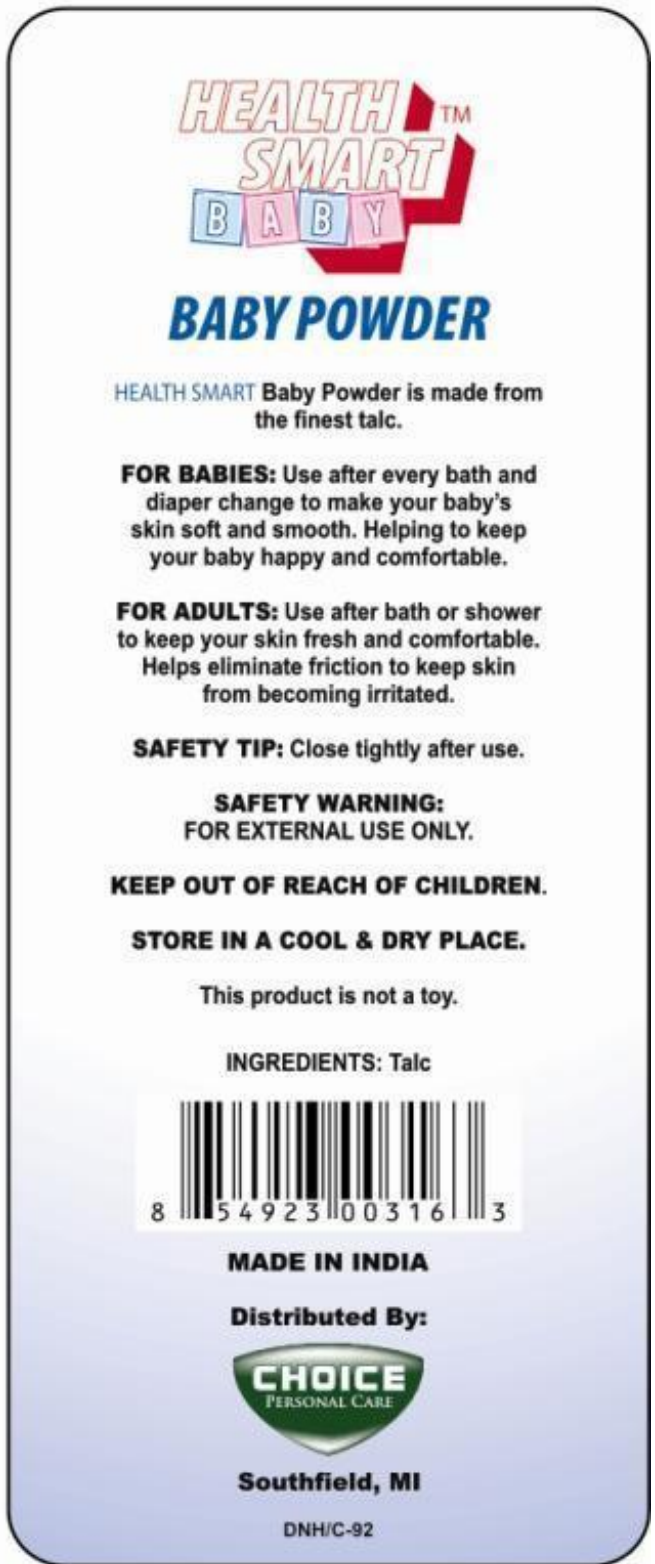 HEALTH™
SMART
BABY
BABY POWDER
HEALTH SMART Baby Powder is made from
the finest talc.
FOR BABIES: Use after every bath and
diaper change to make your baby's
skin soft and smooth. Helping to keep
your baby happy and comfortable.
FOR ADULTS: Use after bath or shower
to keep your skin fresh and comfortable.
Helps eliminate friction to keep skin
from becoming irritated.
SAFETY TIP: Close tightly after use.
SAFETY WARNING:
FOR EXTERNAL USE ONLY.
KEEP OUT OF REACH OF CHILDREN.
STORE IN A COOL & DRY PLACE.
This product is not a toy.
INGREDIENTS: Talc
8 54923 00316 3
MADE IN INDIA
Distributed By:
CHOICE
PERSONAL CARE
Southfield, MI
DNH/C-92